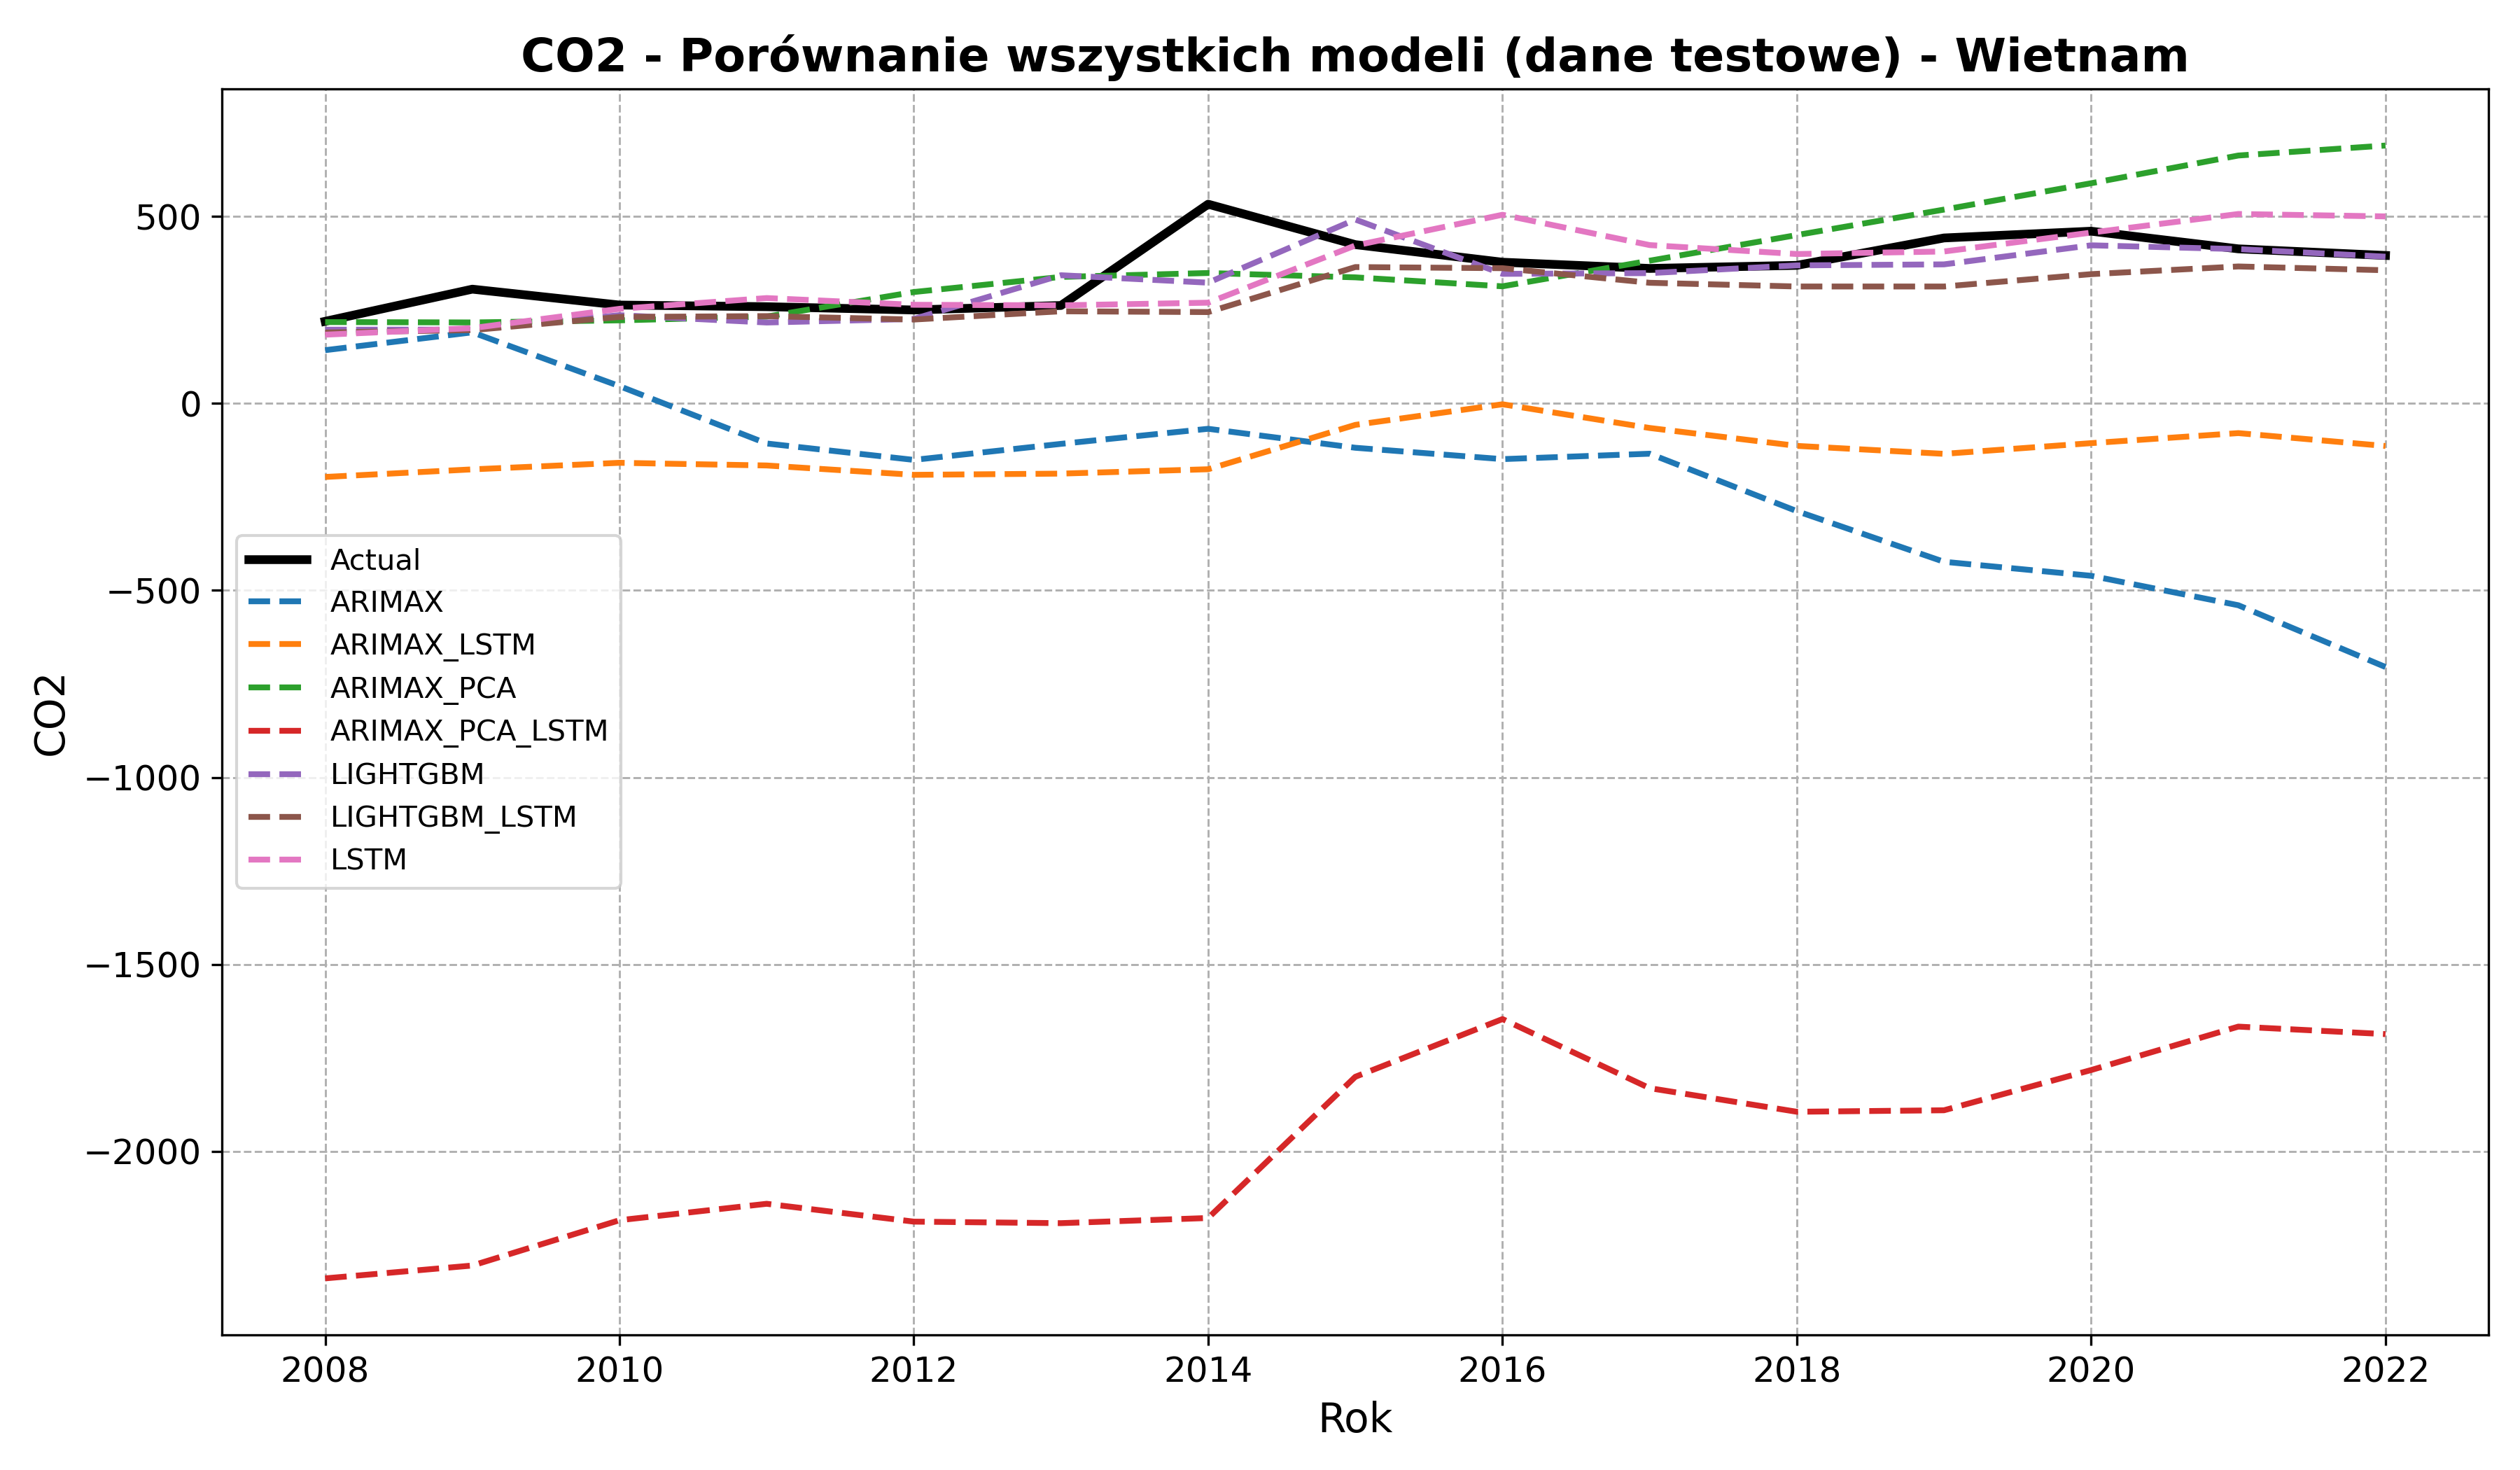 CO2 - Porównanie wszystkich modeli (dane testowe) - Wietnam
CO2
500
0
−500
−1000
−1500
−2000
Actual
ARIMAX
ARIMAX_LSTM
ARIMAX_PCA
ARIMAX_PCA_LSTM
LIGHTGBM
LIGHTGBM_LSTM
LSTM
2008 2010 2012 2014 2016 2018 2020 2022
Rok